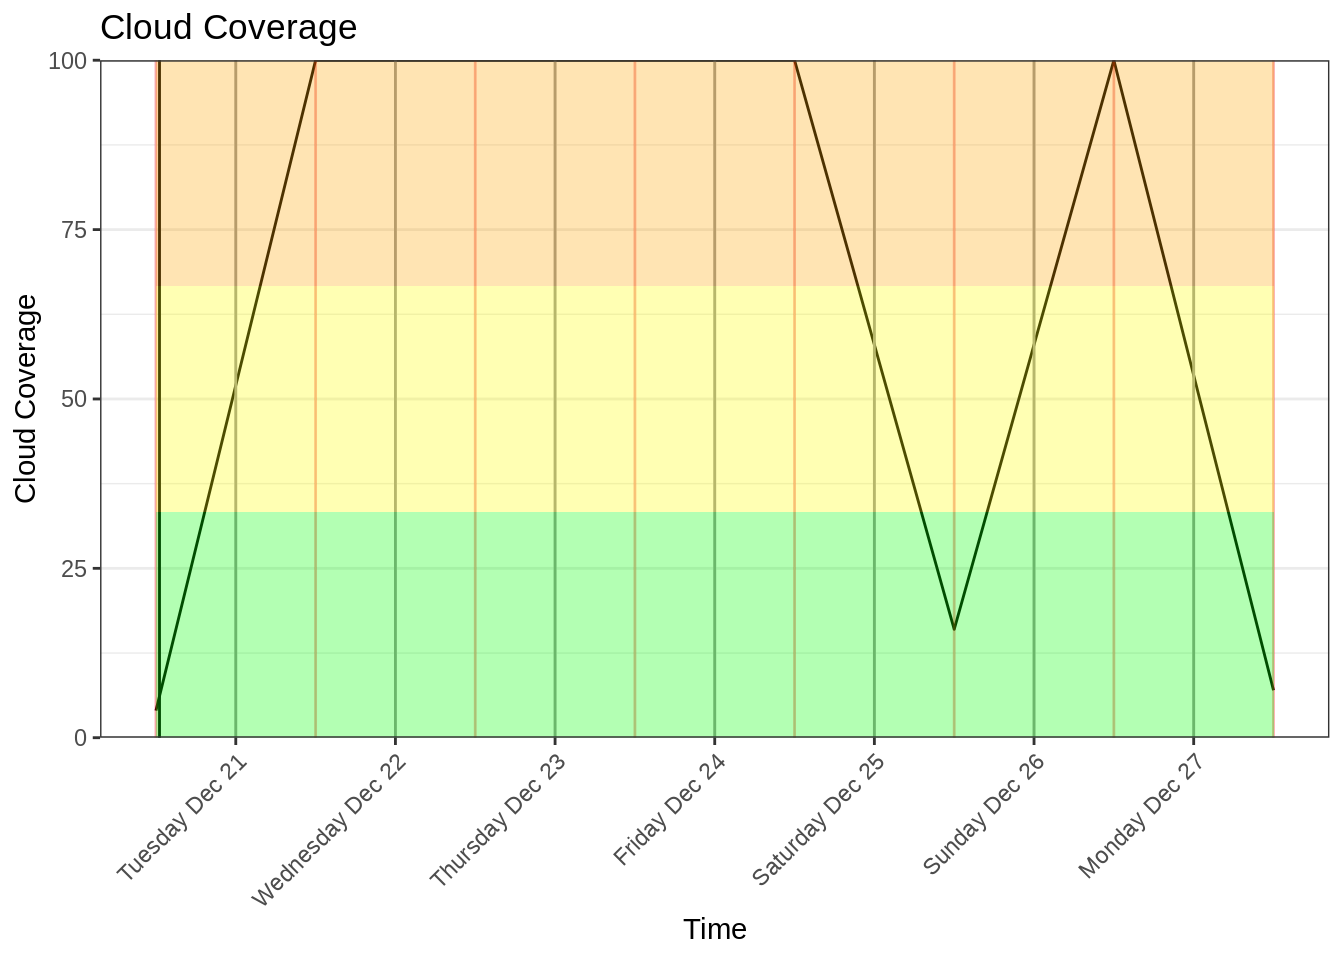 Cloud Coverage
Cloud Coverage
100
75
50
25
0
Tuesday Dec 21
Wednesday Dec 22
Thursday Dec 23
Friday Dec 24
Saturday Dec 25
Sunday Dec 26
Monday Dec 27
Time